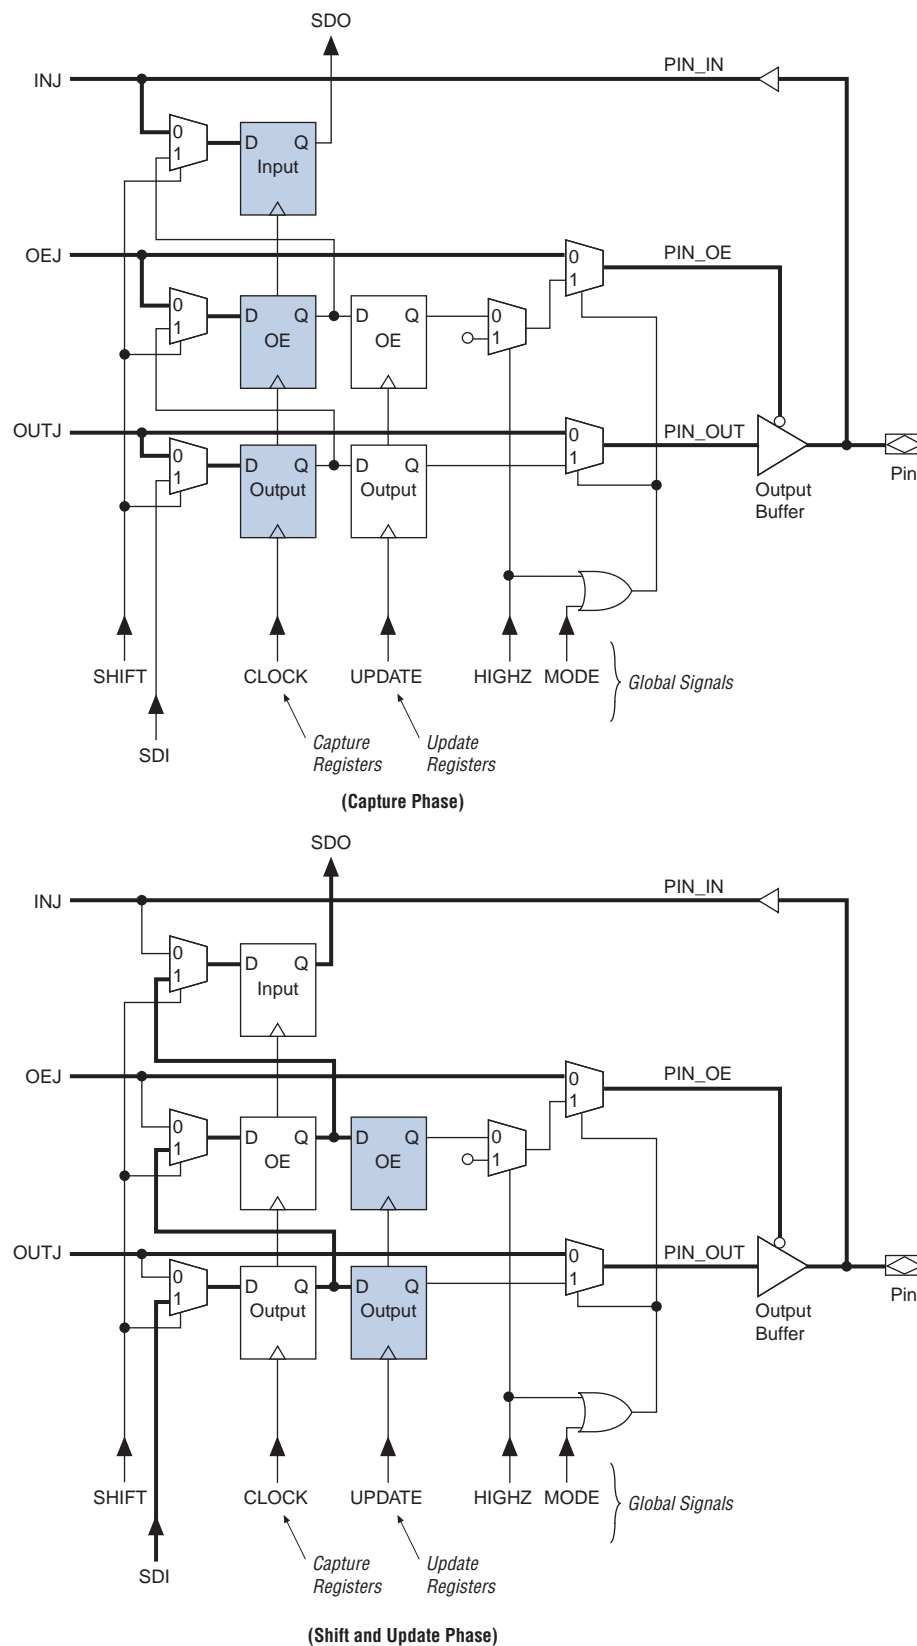 SDO
INJ
PIN_IN
0
1
D Q
Input
OEJ
PIN_OE
0
1
0
1
D Q
OE
D Q
OE
0
1
OUTJ
PIN_OUT
0
1
0
1
D Q
Output
D Q
Output
Output
Buffer
Pin
SHIFT
CLOCK
UPDATE
HIGHZ
MODE
Global Signals
SDI
Capture
Registers
Update
Registers
(Capture Phase)
SDO
INJ
PIN_IN
0
1
D Q
Input
OEJ
PIN_OE
0
1
0
1
D Q
OE
D Q
OE
0
1
OUTJ
PIN_OUT
0
1
0
1
D Q
Output
D Q
Output
Output
Buffer
Pin
SHIFT
CLOCK
UPDATE
HIGHZ
MODE
Global Signals
SDI
Capture
Registers
Update
Registers
(Shift and Update Phase)